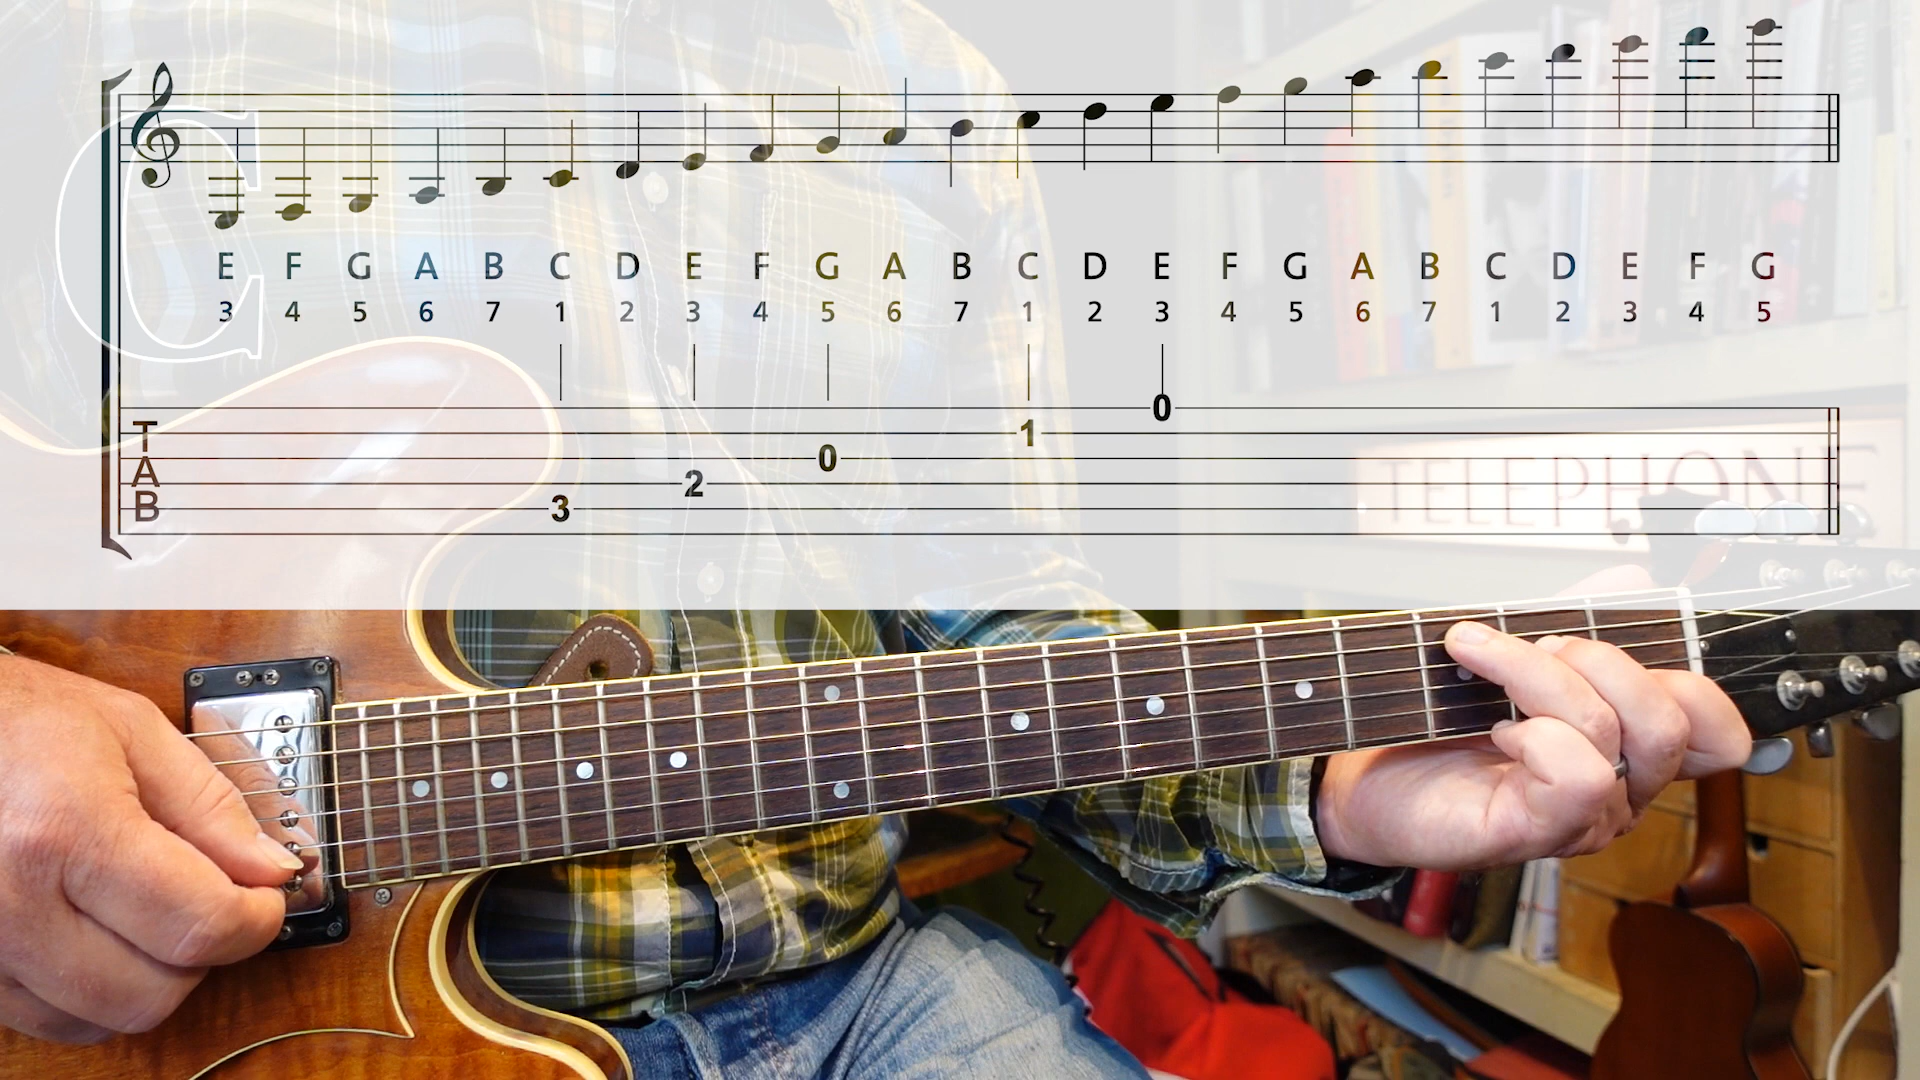 C
E F G A B C D E F G A B C D E F G A B C D E F G
3 4 5 6 7 1 2 3 4 5 6 7 1 2 3 4 5 6 7 1 2 3 4 5
0
T 1
A 0
2
B 3
TELEPHONE